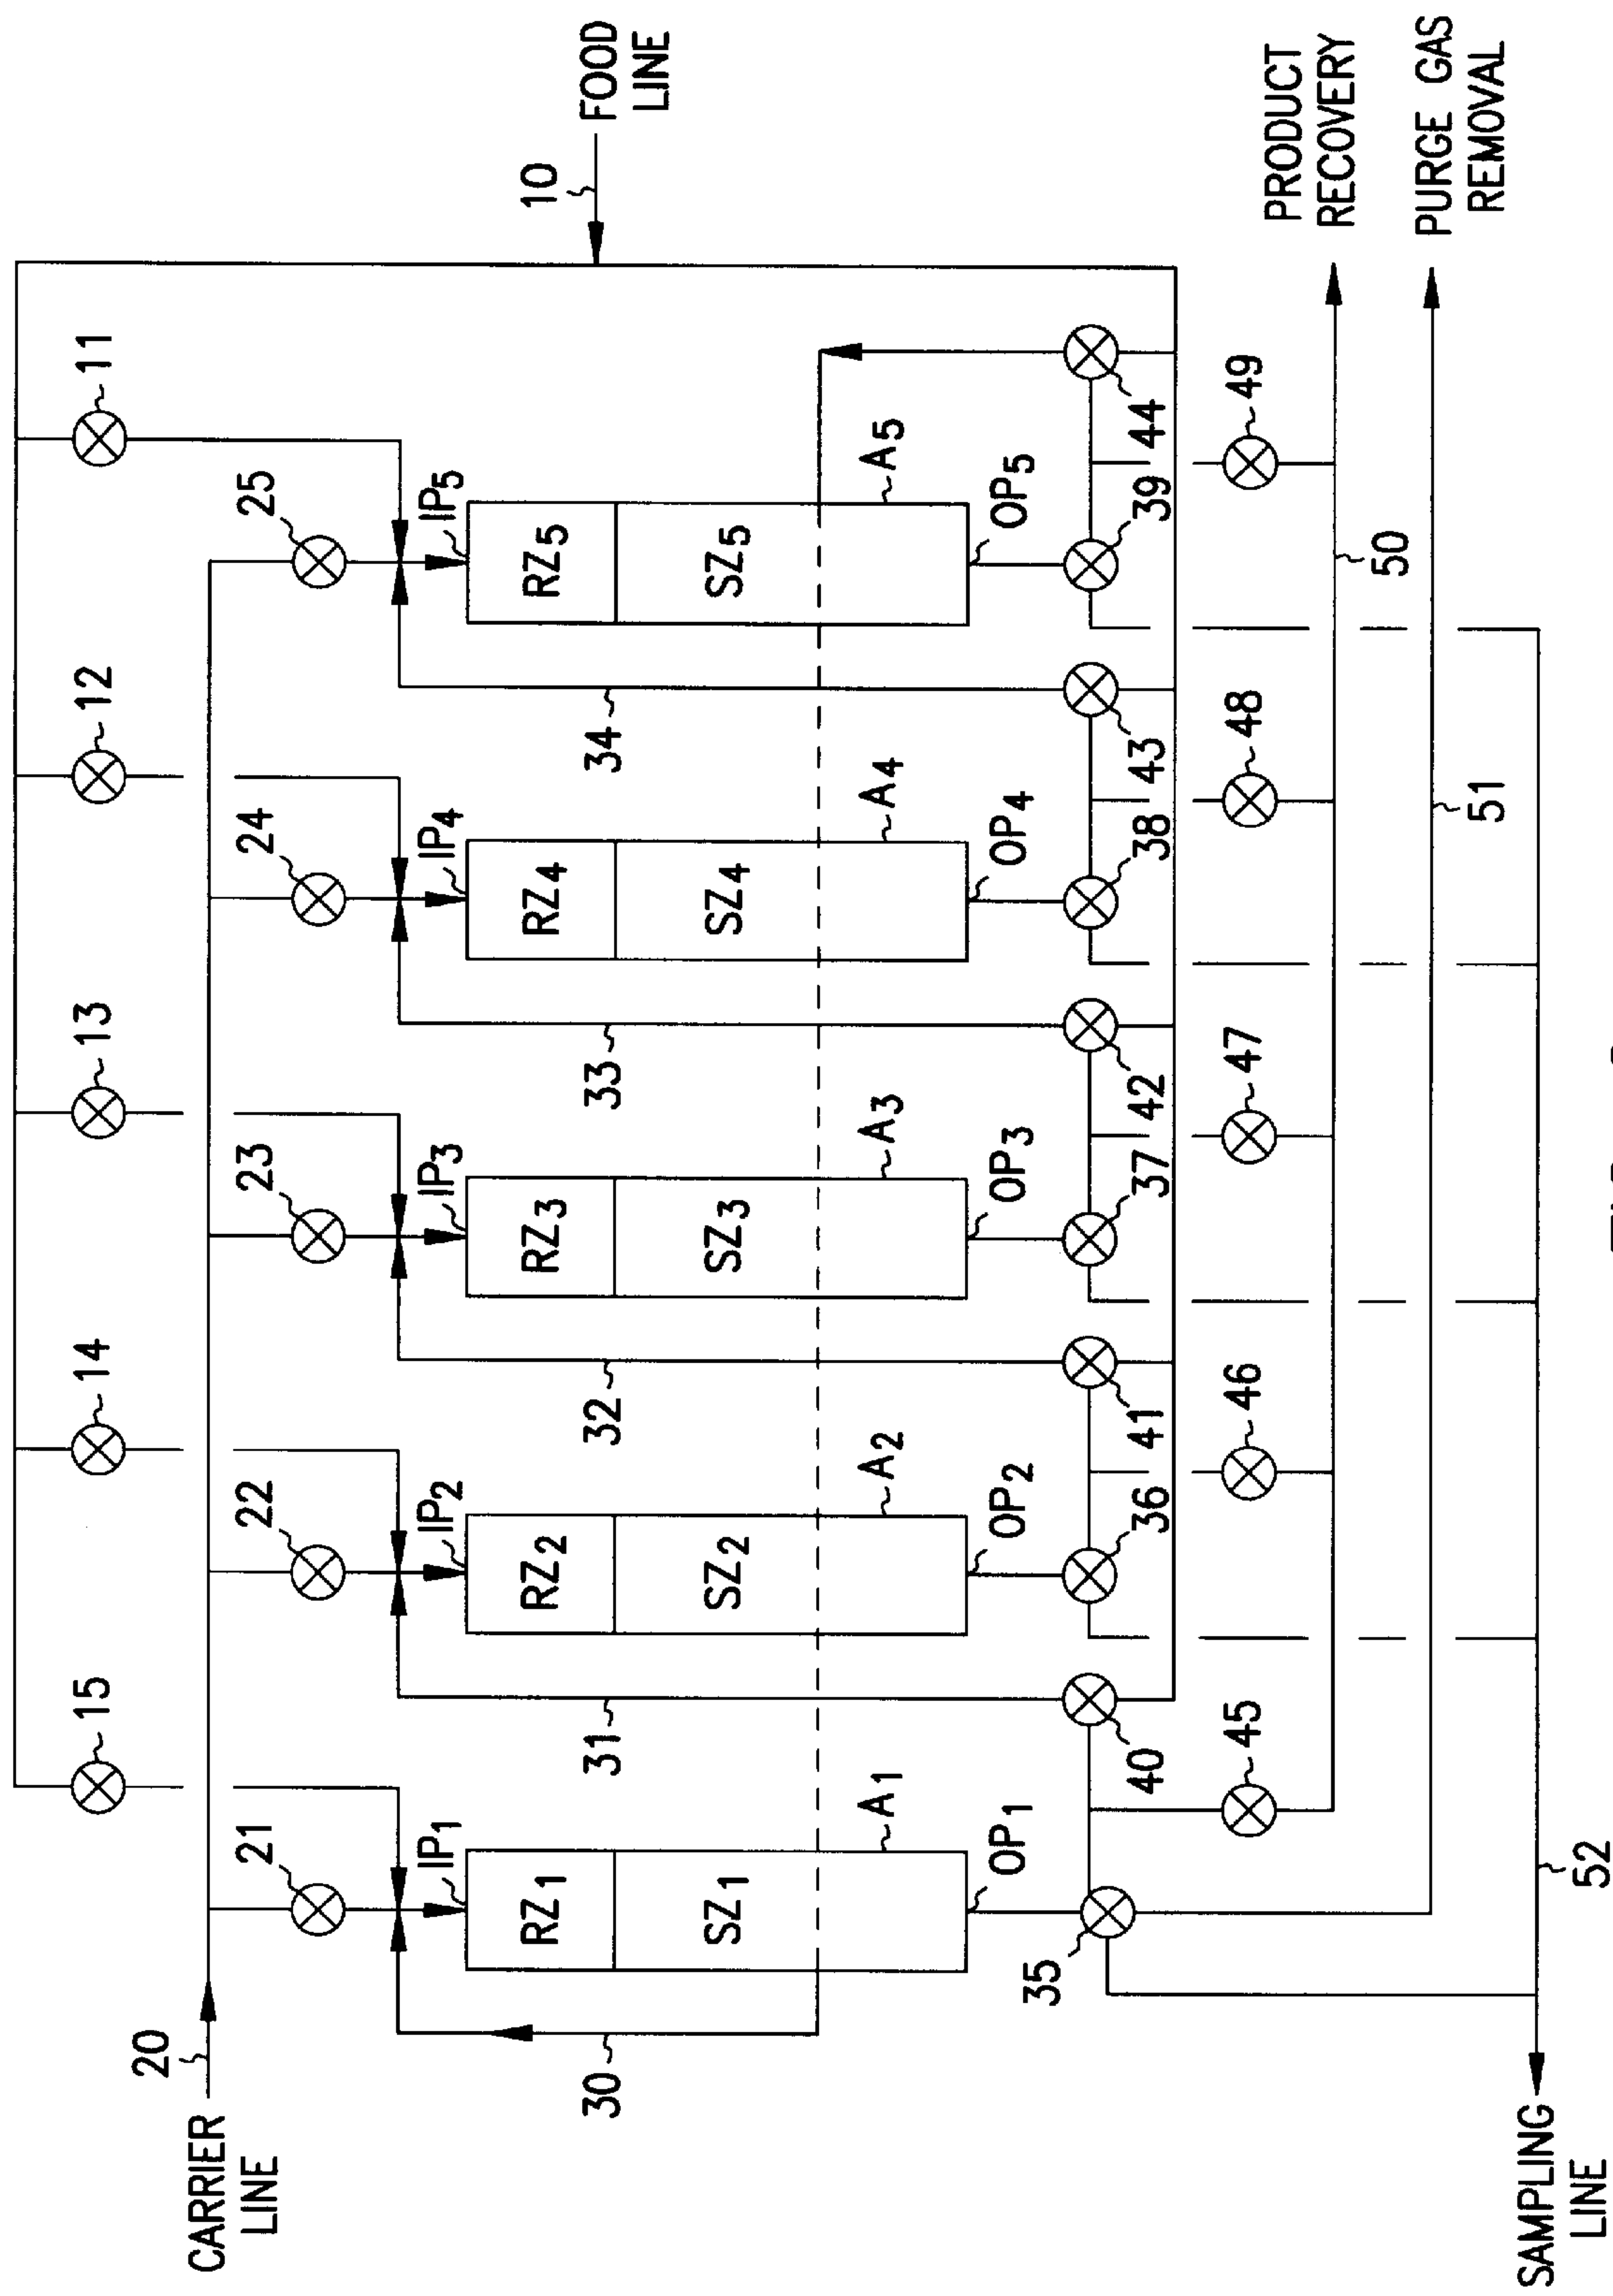 CARRIER
LINE
20
15
14
13
12
11
21
22
23
24
25
FOOD
LINE
10
IP1
IP2
IP3
IP4
IP5
RZ1
RZ2
RZ3
RZ4
RZ5
30
31
32
33
34
SZ1
SZ2
SZ3
SZ4
SZ5
A1
A2
A3
A4
A5
OP1
OP2
OP3
OP4
OP5
35
40
36
41
37
42
38
43
39
44
45
46
47
48
49
PRODUCT
RECOVERY
50
PURGE GAS
REMOVAL
51
SAMPLING
LINE
52